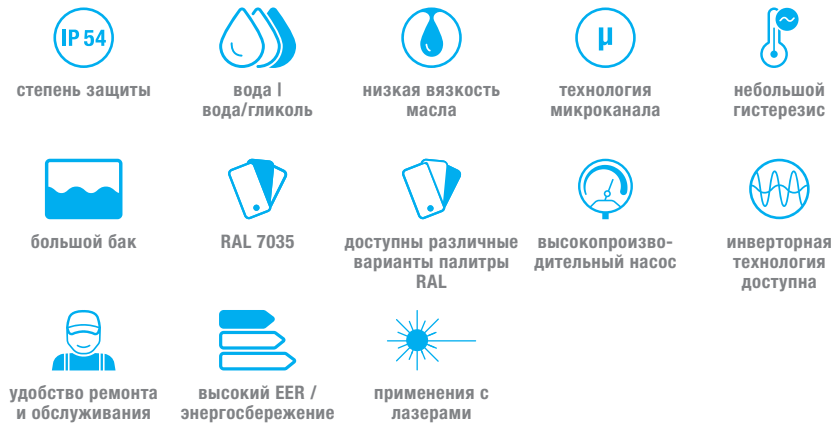 IP 54
степень защиты
вода |
вода/гликоль
низкая вязкость
масла
µ
технология
микроканала
небольшой
гистерезис
большой бак
RAL 7035
доступны различные
варианты палитры
RAL
высокопроизво-
дительный насос
инверторная
технология
доступна
удобство ремонта
и обслуживания
высокий EER /
энергосбережение
применения с
лазерами